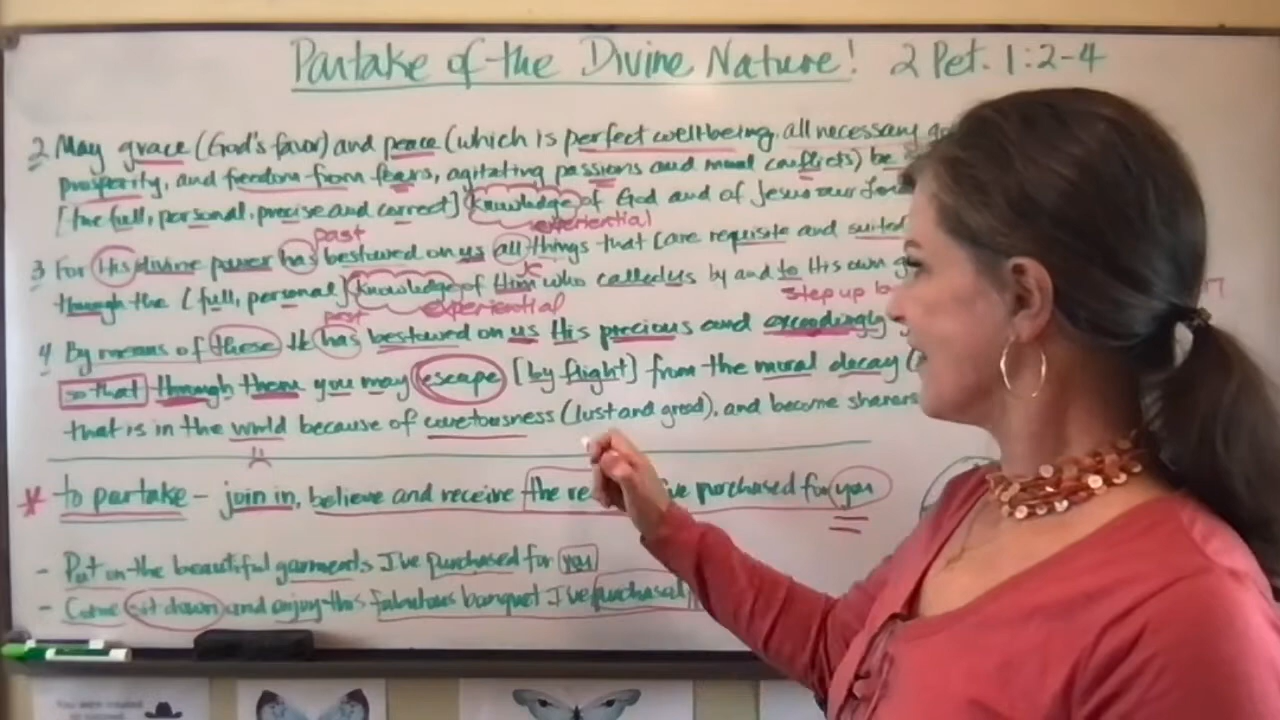 Partake of the Divine Nature! 2 Pet. 1:2-4
2 May grace (God's favor) and peace (which is perfect wellbeing, all necessary
prosperity, and freedom from fears, agitating passions and moral conflicts) be
[the full, personal, precise and correct] knowledge of God and of Jesus our Lord
experiential
past
3 For His divine power has bestowed on us all things that [are requisite and suited
through the [full, personal] knowledge of Him who called us by and to His own
experiential
step up
past
4 By means of these He has bestowed on us His precious and exceedingly
so that through them you may escape [by flight] from the moral decay
that is in the world because of covetousness (lust and greed), and become sharers
* to partake - join in, believe and receive the I've purchased for you
- Put on the beautiful garments I've purchased for you
- Come sit down and enjoy this fabulous banquet I've purchased
You were